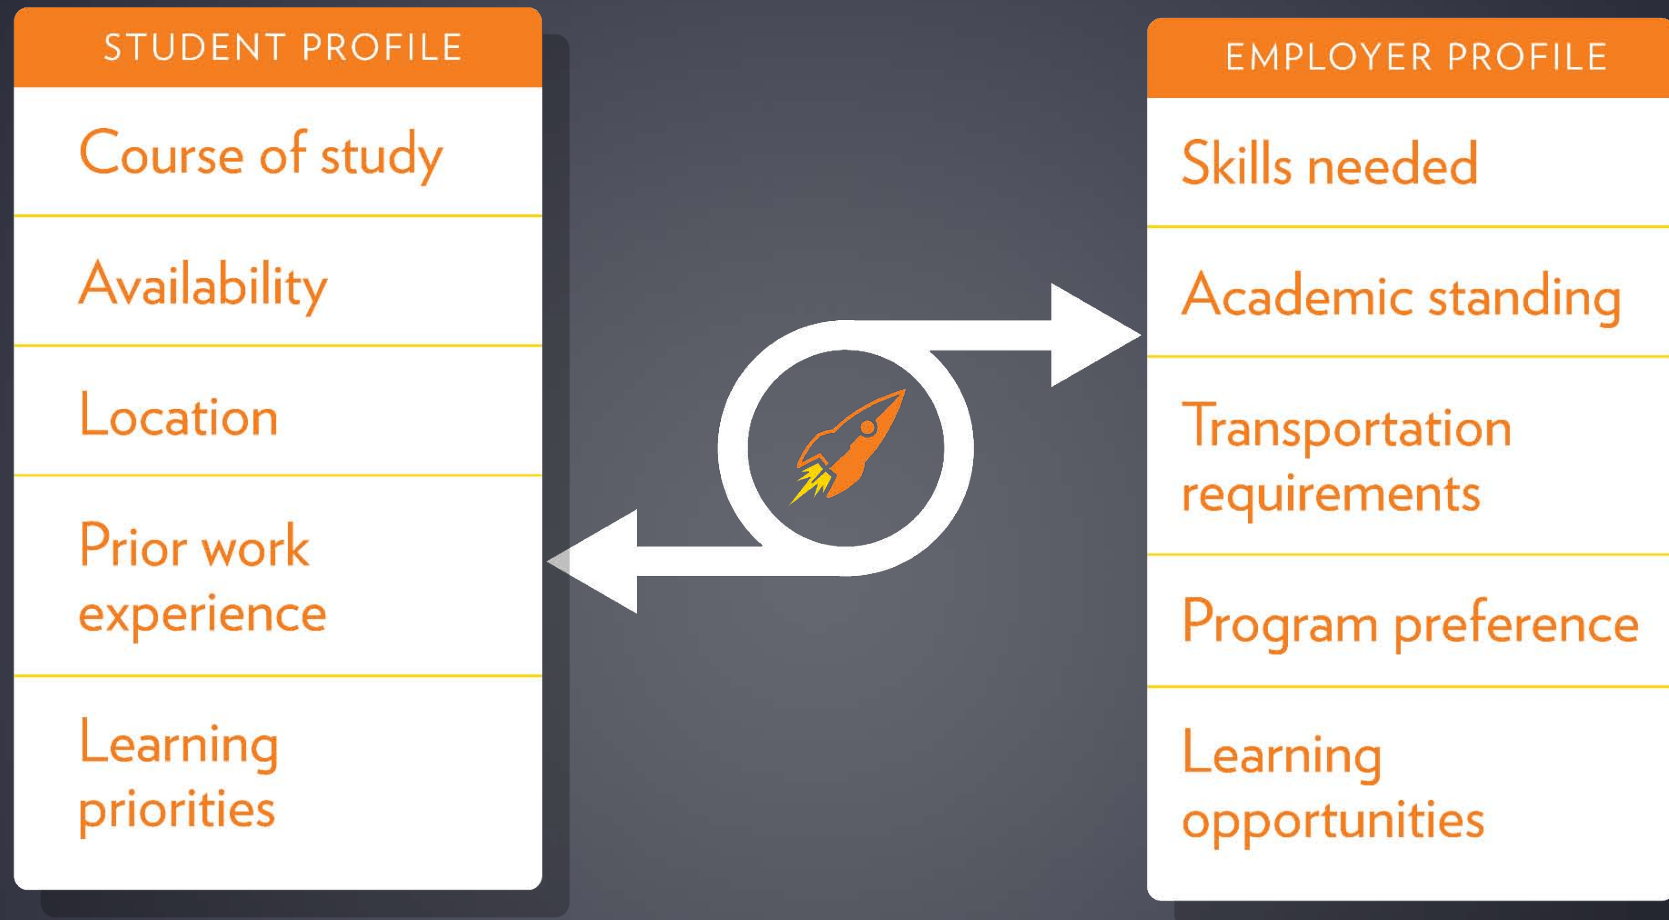 STUDENT PROFILE
Course of study
Availability
Location
Prior work
experience
Learning
priorities
EMPLOYER PROFILE
Skills needed
Academic standing
Transportation
requirements
Program preference
Learning
opportunities